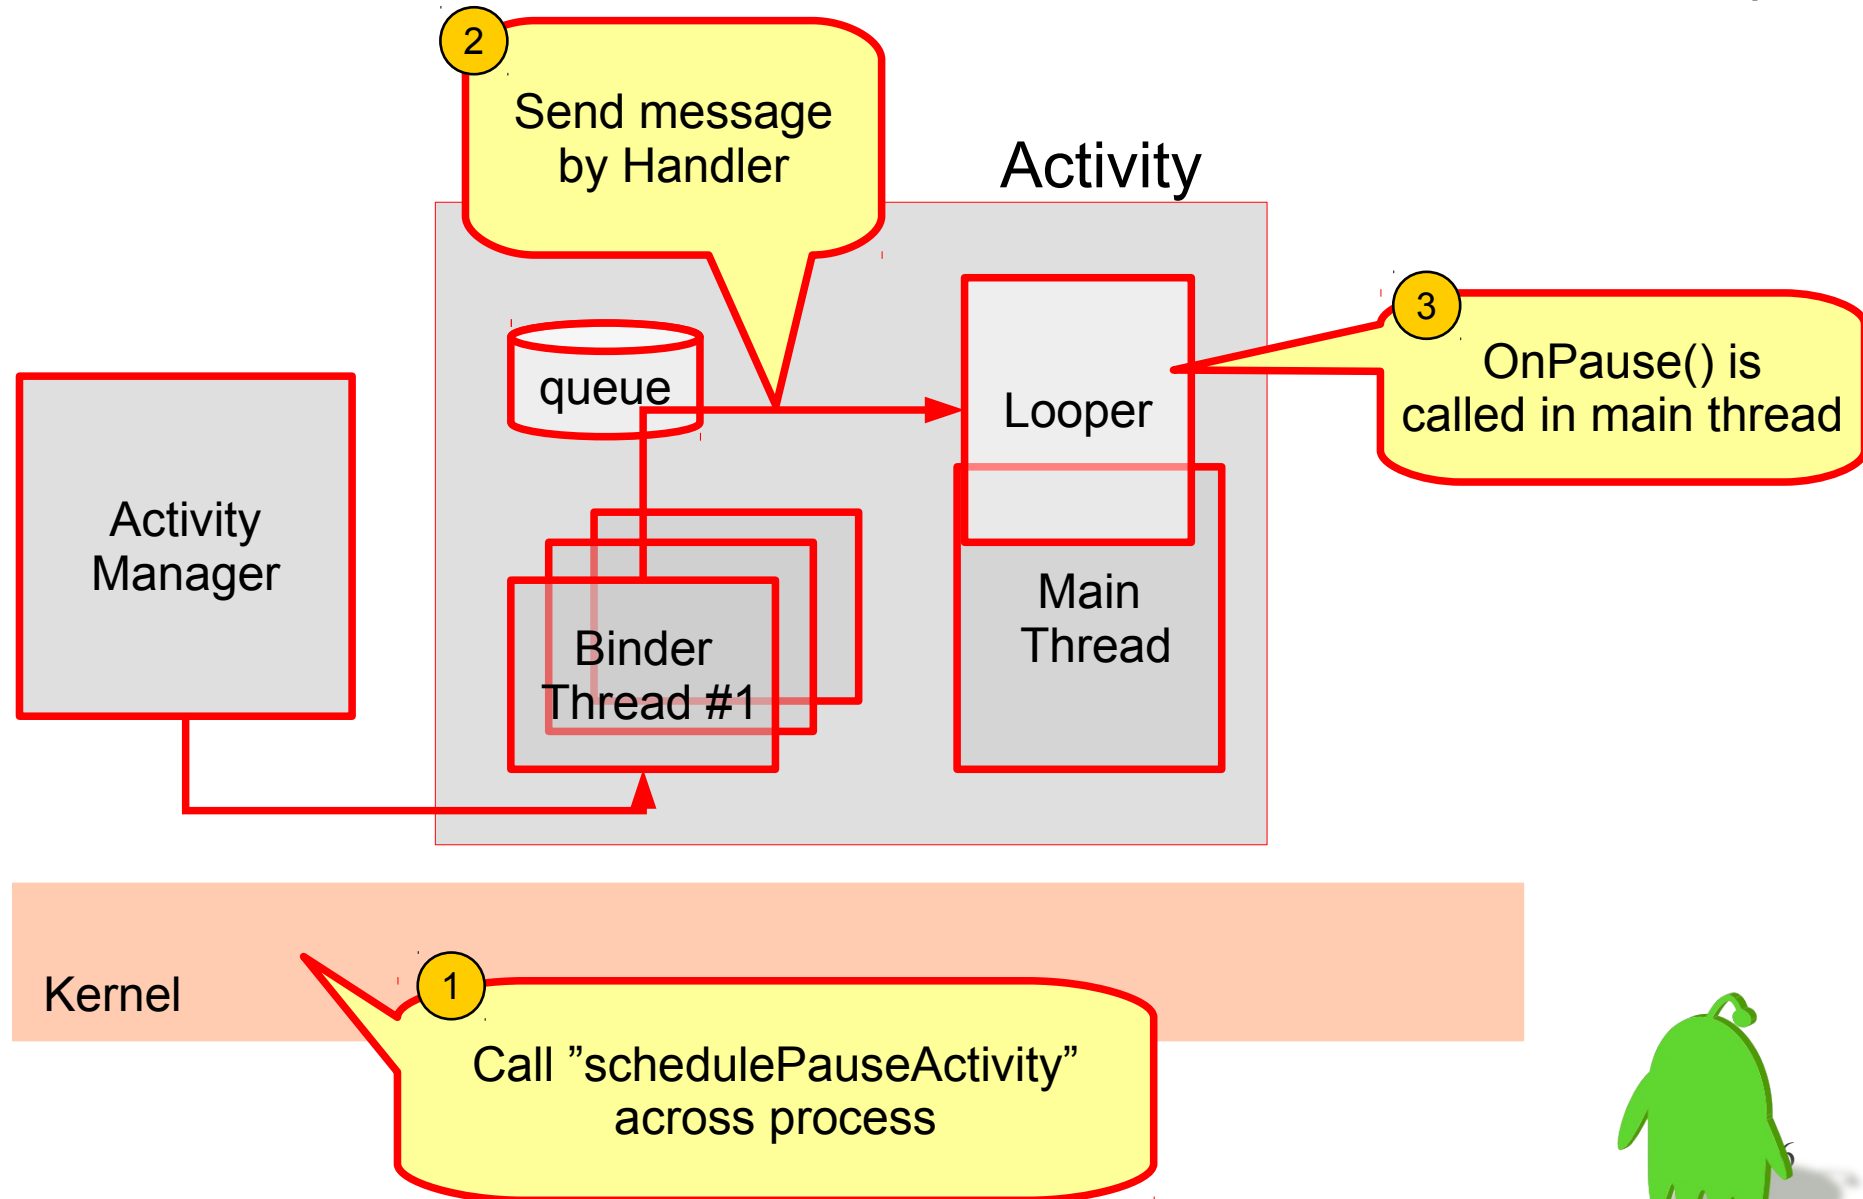 2
Send message
by Handler
Activity
3
OnPause() is
called in main thread
queue
Looper
Activity
Manager
Main
Thread
Binder
Thread #1
Kernel
1
Call ”schedulePauseActivity”
across process